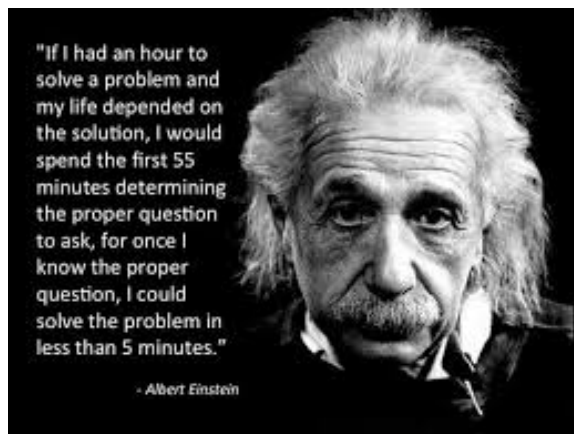 "If I had an hour to
solve a problem and
my life depended on
the solution, I would
spend the first 55
minutes determining
the proper question
to ask, for once I
know the proper
question, I could
solve the problem in
less than 5 minutes."
- Albert Einstein